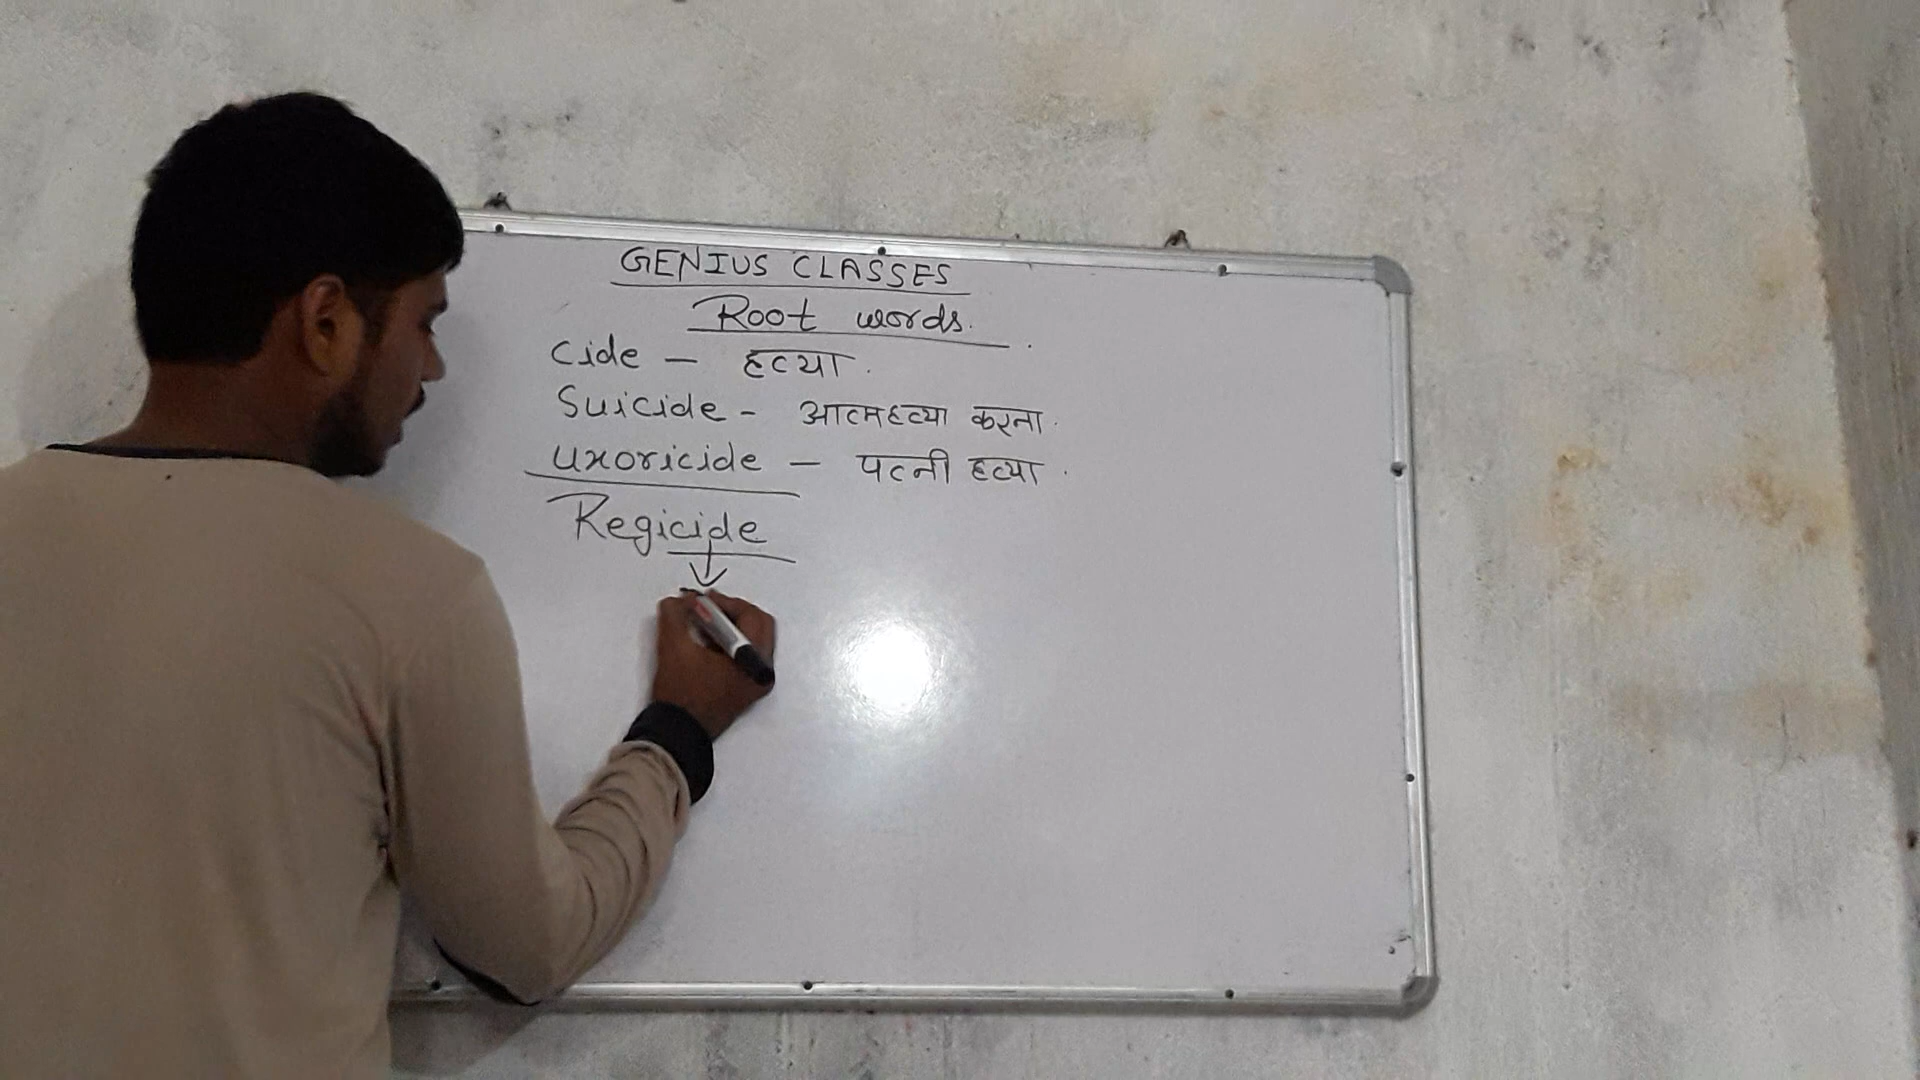 GENIUS CLASSES
Root words.
Cide – हत्या.
Suicide - आत्महत्या करना.
uxoricide – पत्नी हत्या.
Regicide